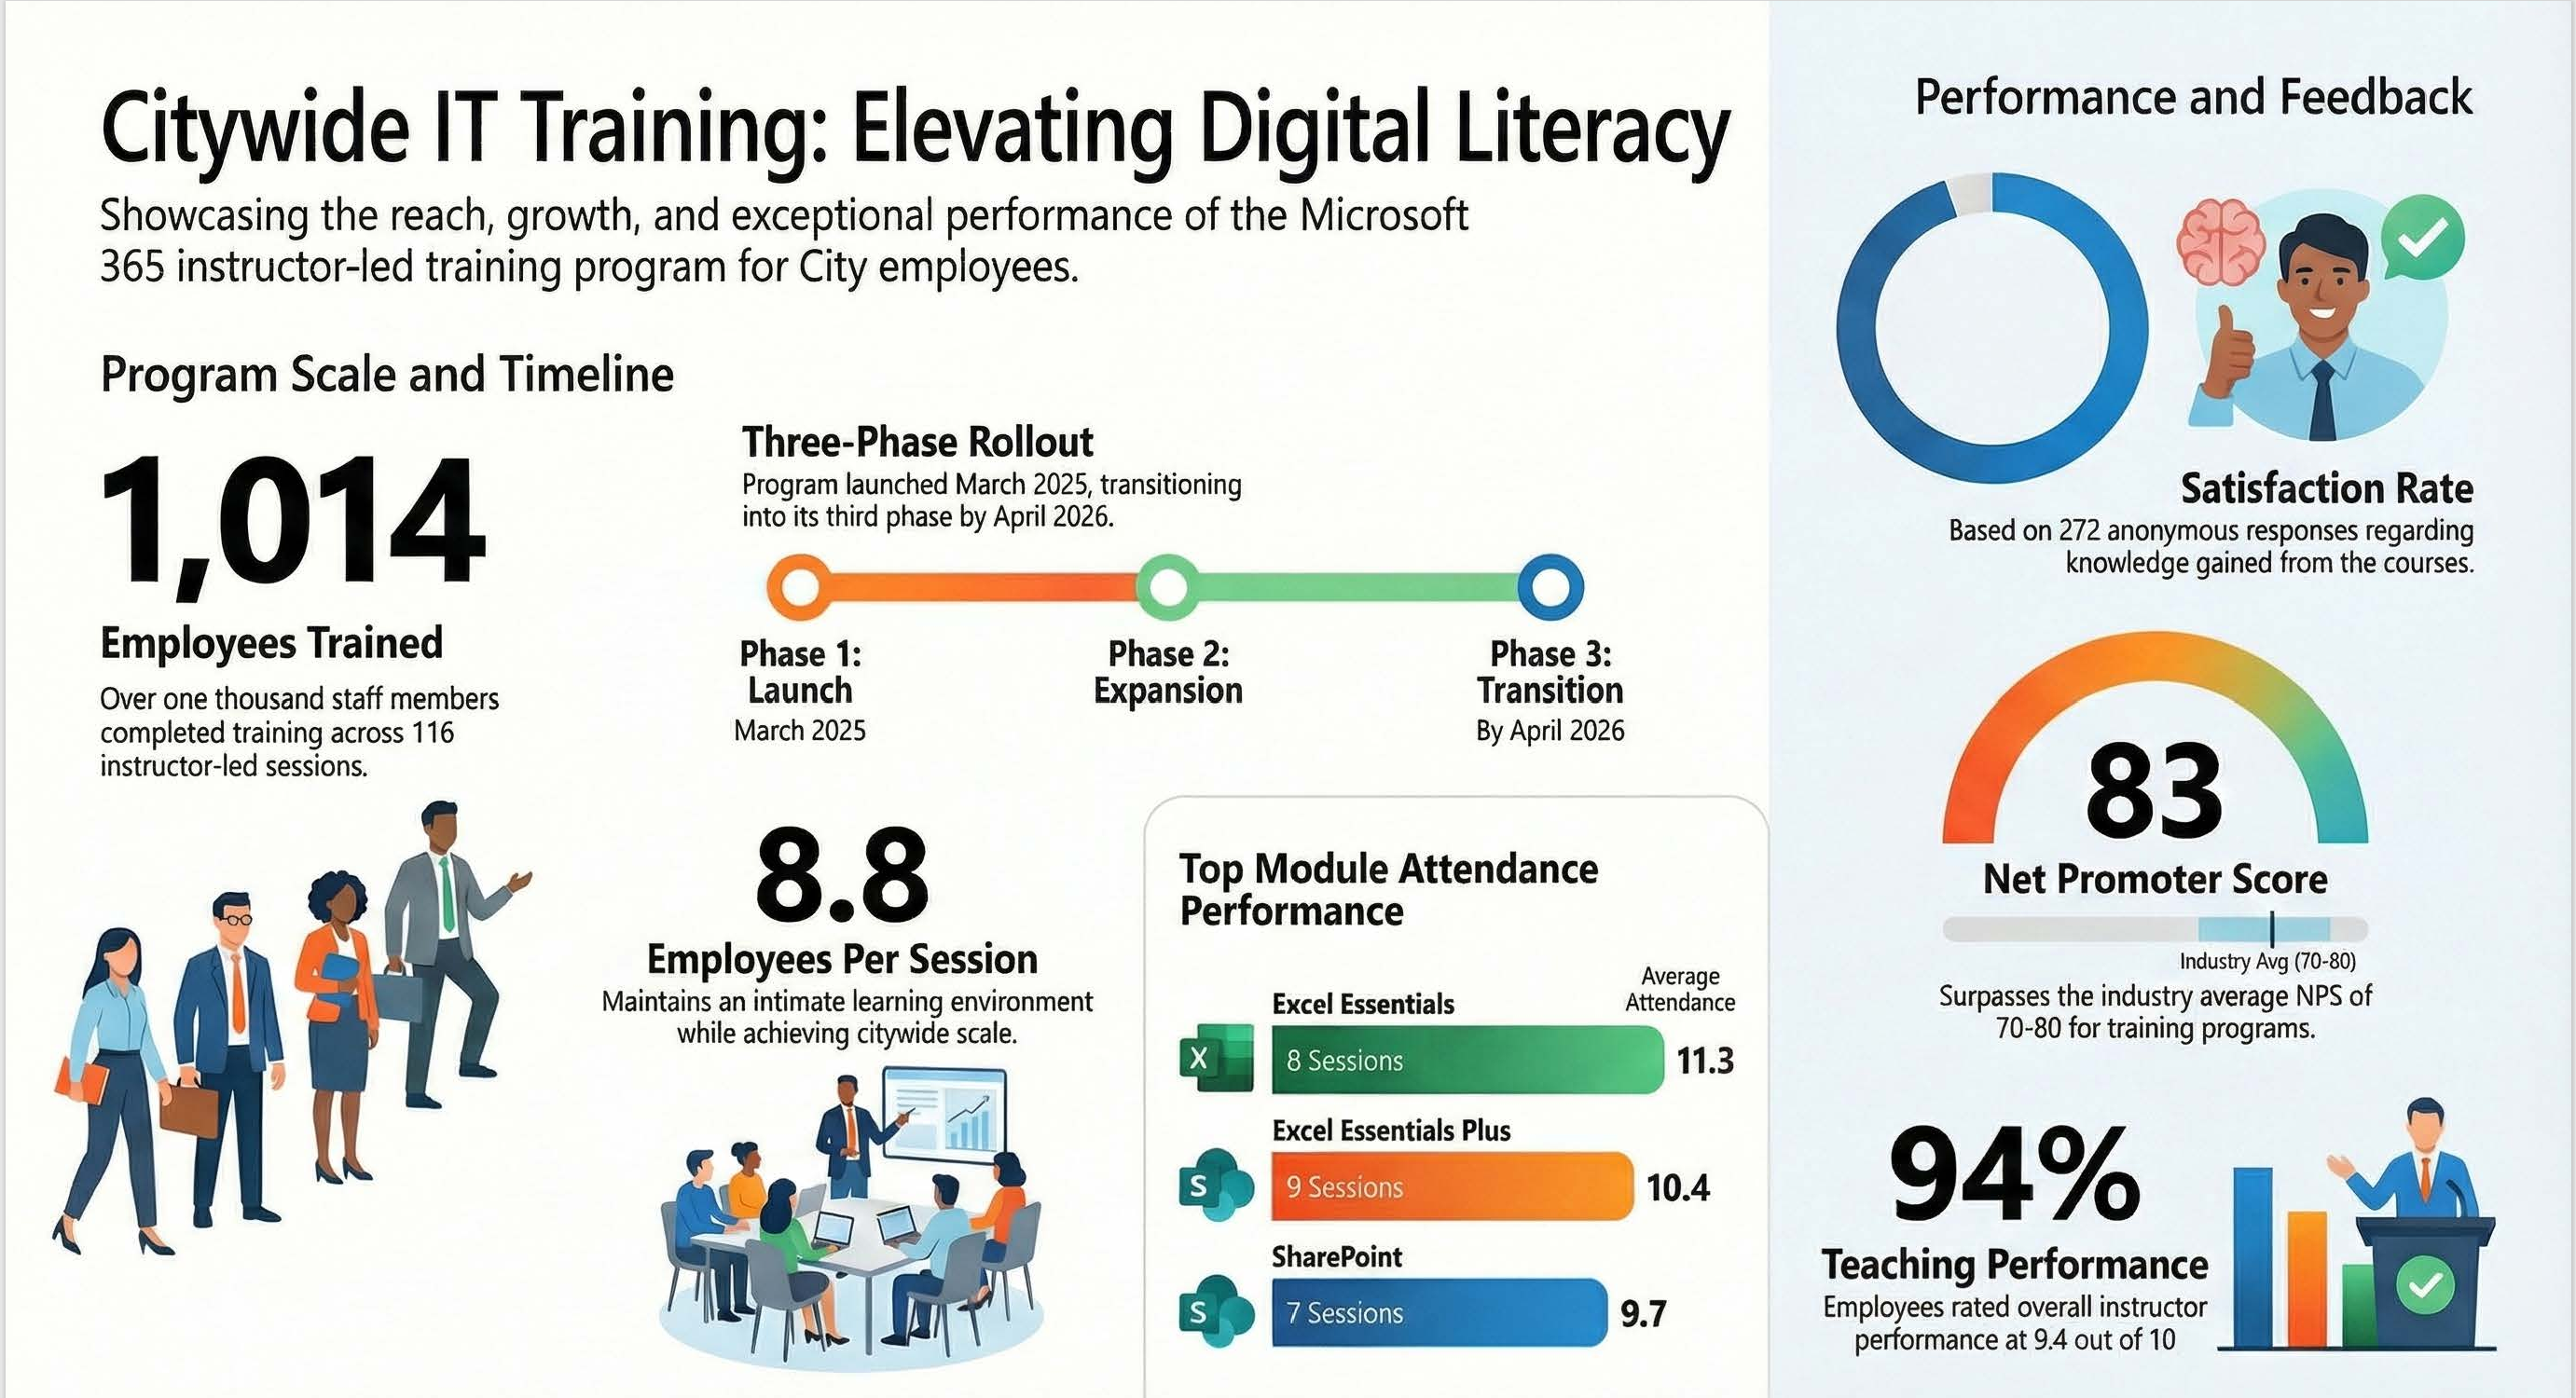 Citywide IT Training: Elevating Digital Literacy
Showcasing the reach, growth, and exceptional performance of the Microsoft
365 instructor-led training program for City employees.
Program Scale and Timeline
1,014
Employees Trained
Over one thousand staff members
completed training across 116
instructor-led sessions.
Three-Phase Rollout
Program launched March 2025, transitioning
into its third phase by April 2026.
Phase 1:
Launch
March 2025
Phase 2:
Expansion
Phase 3:
Transition
By April 2026
8.8
Employees Per Session
Maintains an intimate learning environment
while achieving citywide scale.
Top Module Attendance
Performance
Average
Attendance
Excel Essentials
X
8 Sessions
11.3
Excel Essentials Plus
S
9 Sessions
10.4
SharePoint
S
7 Sessions
9.7
Performance and Feedback
Satisfaction Rate
Based on 272 anonymous responses regarding
knowledge gained from the courses.
83
Net Promoter Score
Industry Avg (70-80)
Surpasses the industry average NPS of
70-80 for training programs.
94%
Teaching Performance
Employees rated overall instructor
performance at 9.4 out of 10